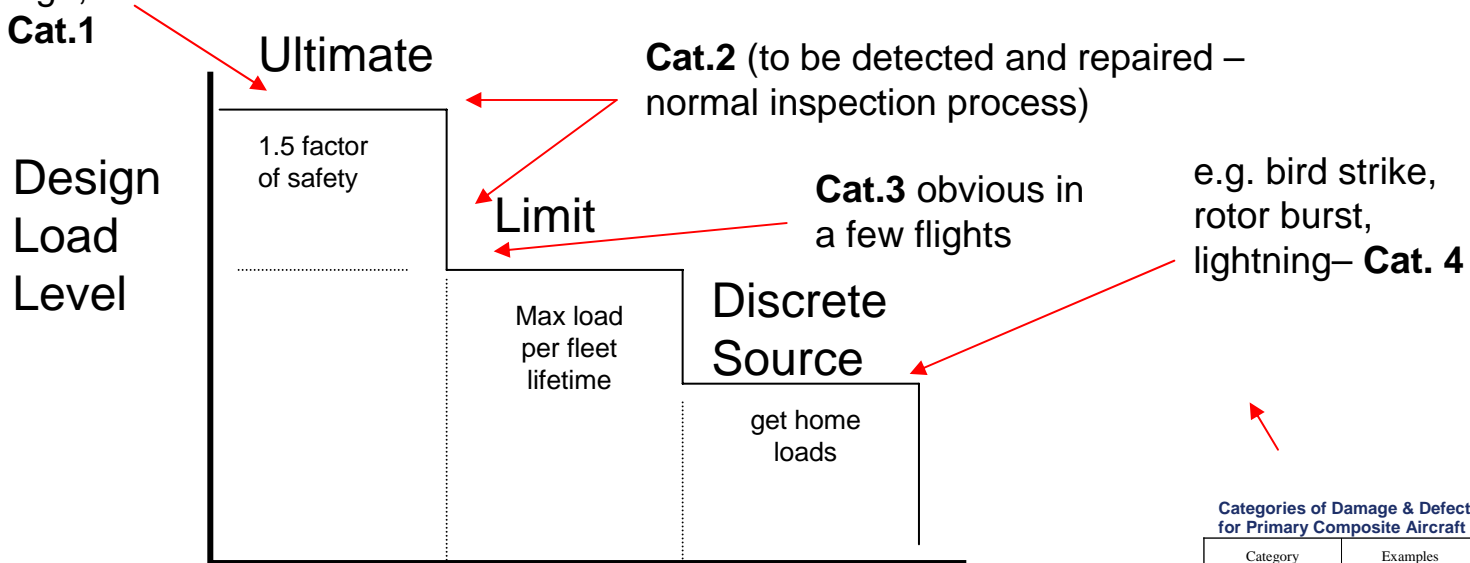 Cat.1
Ultimate
Cat.2 (to be detected and repaired –
normal inspection process)
1.5 factor
of safety
Design
Load
Level
Limit
Cat.3 obvious in
a few flights
e.g. bird strike,
rotor burst,
lightning– Cat. 4
Max load
per fleet
lifetime
Discrete
Source
get home
loads
Categories of Damage & Defect
for Primary Composite Aircraft
Category
Examples